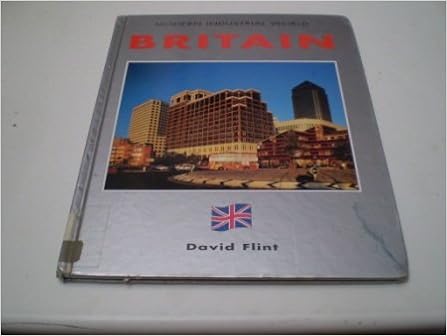 MODERN INDUSTRIAL WORLD
BRITAIN
David Flint